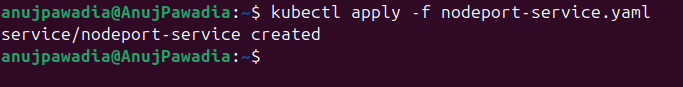 anujpawadia@AnujPawadia:~$ kubectl apply -f nodeport-service.yaml
service/nodeport-service created
anujpawadia@AnujPawadia:~$